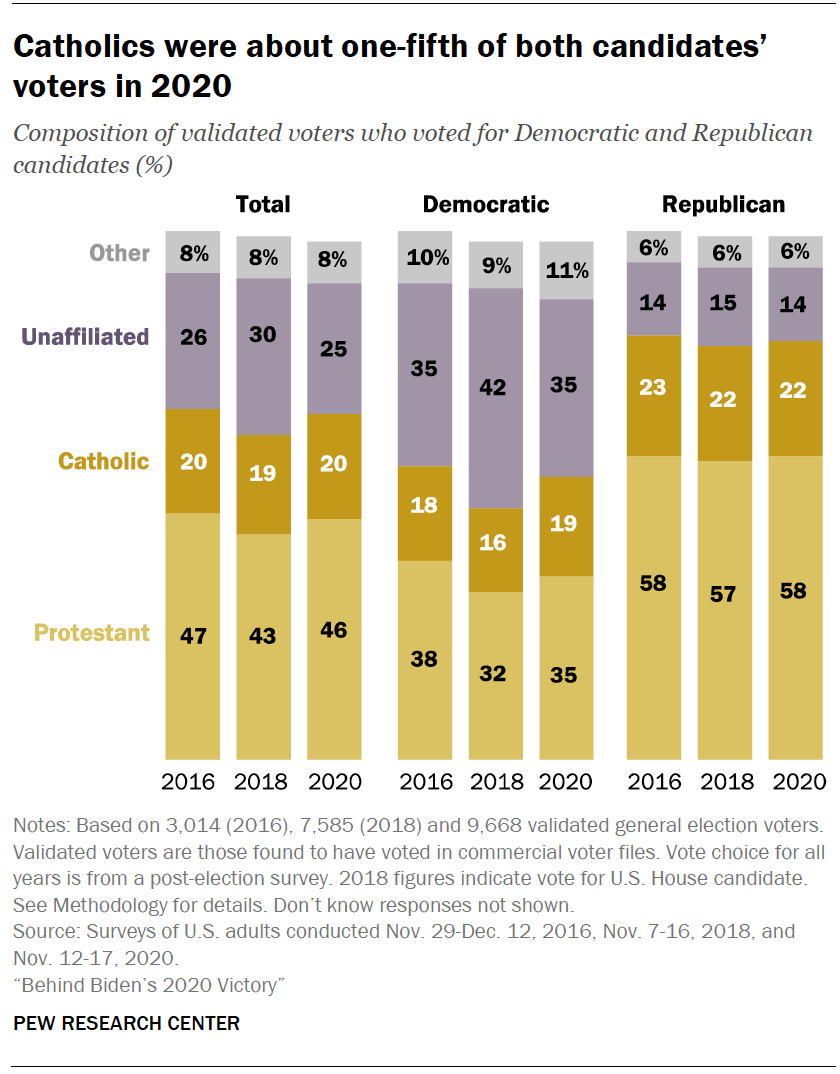 Catholics were about one-fifth of both candidates’
voters in 2020
Composition of validated voters who voted for Democratic and Republican
candidates (%)
Total Democratic Republican
Other 8% 8% 8% 10% 9% 11% 6% 6% 6%
Unaffiliated 26 30 25 35 42 35 14 15 14
Catholic 20 19 20 18 16 19 23 22 22
Protestant 47 43 46 38 32 35 58 57 58
2016 2018 2020 2016 2018 2020 2016 2018 2020
Notes: Based on 3,014 (2016), 7,585 (2018) and 9,668 validated general election voters.
Validated voters are those found to have voted in commercial voter files. Vote choice for all
years is from a post-election survey. 2018 figures indicate vote for U.S. House candidate.
See Methodology for details. Don’t know responses not shown.
Source: Surveys of U.S. adults conducted Nov. 29-Dec. 12, 2016, Nov. 7-16, 2018, and
Nov. 12-17, 2020.
“Behind Biden’s 2020 Victory”
PEW RESEARCH CENTER